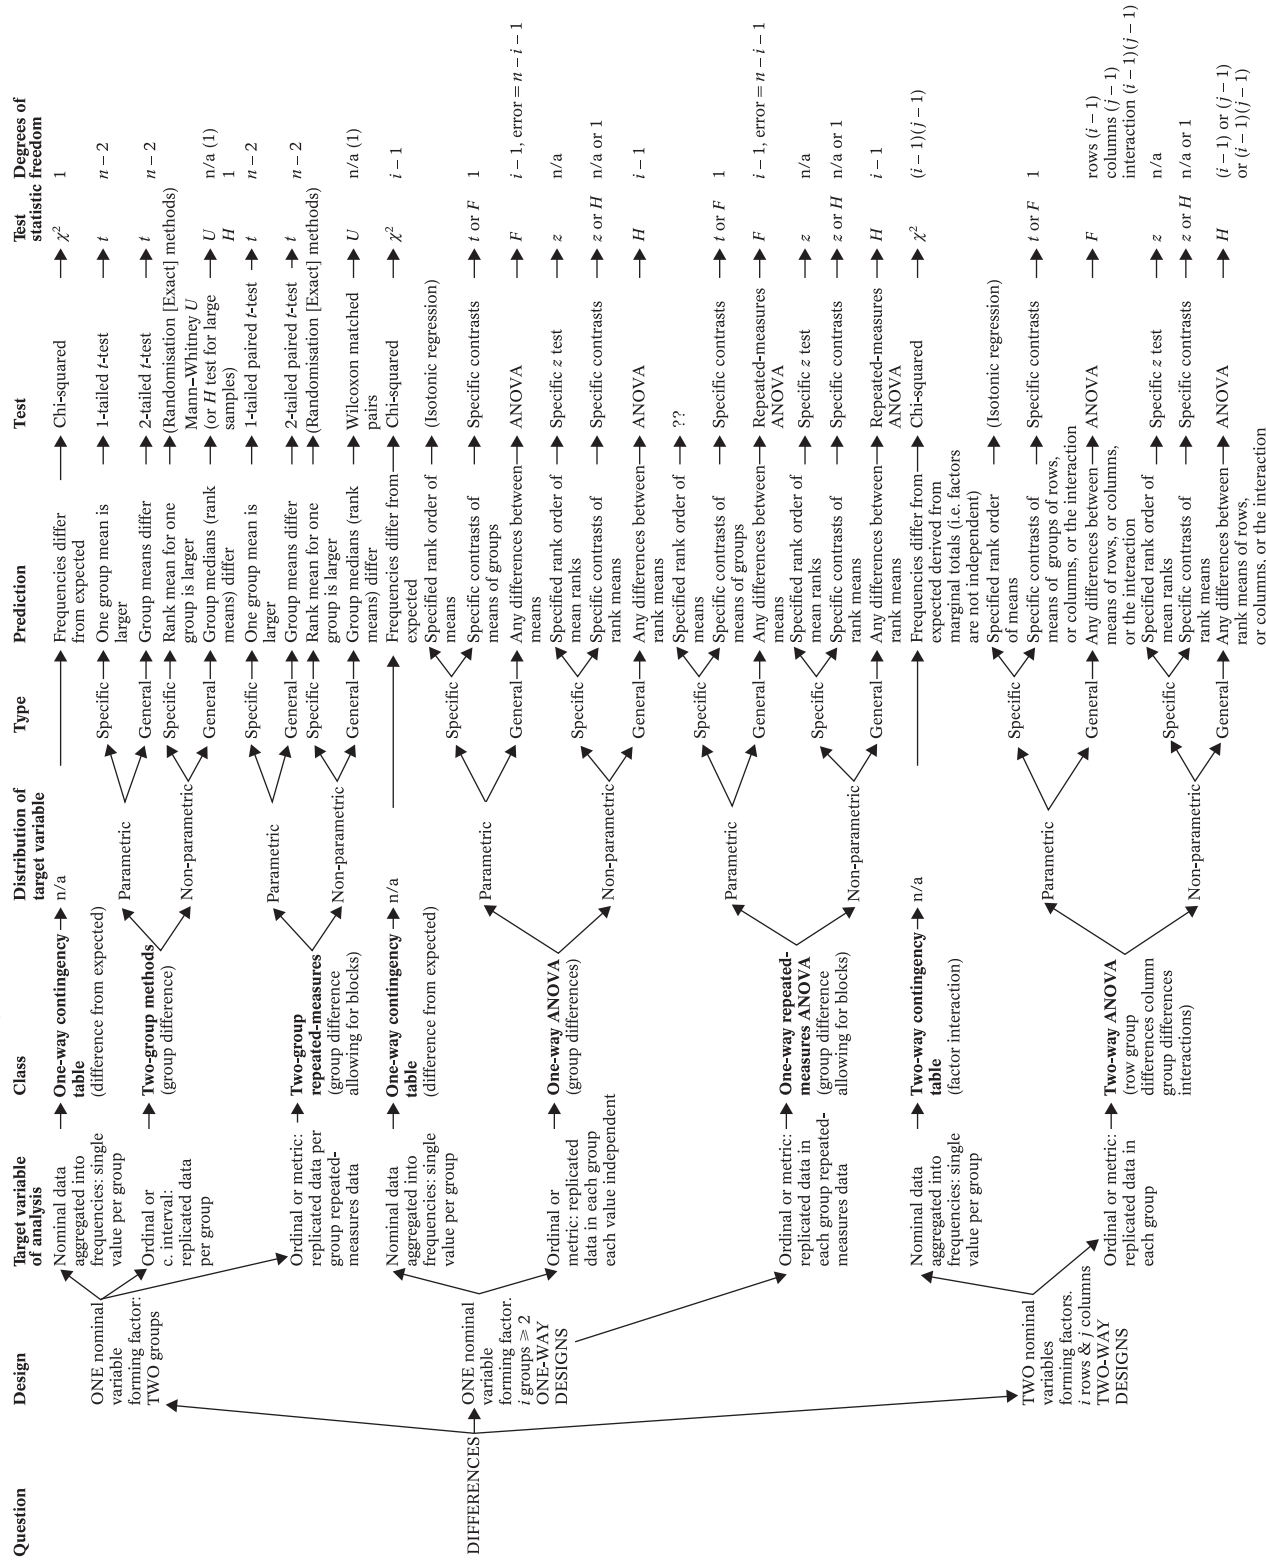 Question
Design
Target variable
of analysis
Class
Distribution of
target variable
Type
Prediction
Test
Test
statistic
Degrees of
freedom
DIFFERENCES
ONE nominal
variable
forming factor:
TWO groups
Nominal data
aggregated into
frequencies: single
value per group
One-way contingency
table
(difference from expected)
n/a
Frequencies differ
from expected
Chi-squared
χ²
1
Ordinal or
c. interval:
replicated data
per group
Two-group methods
(group difference)
Parametric
Specific
One group mean is
larger
1-tailed t-test
t
n – 2
General
Group means differ
2-tailed t-test
t
n – 2
Non-parametric
Specific
Rank mean for one
group is larger
(Randomisation [Exact] methods)
General
Group medians (rank
means) differ
Mann–Whitney U
(or H test for large
samples)
U
H
n/a (1)
1
Ordinal or metric:
replicated data per
group repeated-
measures data
Two-group
repeated-measures
(group difference
allowing for blocks)
Parametric
Specific
One group mean is
larger
1-tailed paired t-test
t
n – 2
General
Group means differ
2-tailed paired t-test
t
n – 2
Non-parametric
Specific
Rank mean for one
group is larger
(Randomisation [Exact] methods)
General
Group medians (rank
means) differ
Wilcoxon matched
pairs
U
n/a (1)
ONE nominal
variable
forming factor.
i groups ⩾ 2
ONE-WAY
DESIGNS
Nominal data
aggregated into
frequencies: single
value per group
One-way contingency
table
(difference from expected)
n/a
Frequencies differ from
expected
Chi-squared
χ²
i – 1
Ordinal or
metric: replicated
data in each group
each value independent
One-way ANOVA
(group differences)
Parametric
Specific
Specified rank order of
means
(Isotonic regression)
Specific contrasts of
means of groups
Specific contrasts
t or F
1
General
Any differences between
means
ANOVA
F
i – 1, error = n – i – 1
Non-parametric
Specific
Specified rank order of
mean ranks
Specific z test
z
n/a
Specific contrasts of
rank means
Specific contrasts
z or H
n/a or 1
General
Any differences between
rank means
ANOVA
H
i – 1
Ordinal or metric:
replicated data in
each group repeated-
measures data
One-way repeated-
measures ANOVA
(group difference
allowing for blocks)
Parametric
Specific
Specified rank order of
means
??
Specific contrasts of
means of groups
Specific contrasts
t or F
1
General
Any differences between
means
Repeated-measures
ANOVA
F
i – 1, error = n – i – 1
Non-parametric
Specific
Specified rank order of
mean ranks
Specific z test
z
n/a
Specific contrasts of
rank means
Specific contrasts
z or H
n/a or 1
General
Any differences between
rank means
Repeated-measures
ANOVA
H
i – 1
TWO nominal
variables
forming factors.
i rows & j columns
TWO-WAY
DESIGNS
Nominal data
aggregated into
frequencies: single
value per group
Two-way contingency
table
(factor interaction)
n/a
Frequencies differ from
expected derived from
marginal totals (i.e. factors
are not independent)
Chi-squared
χ²
(i – 1)(j – 1)
Ordinal or metric:
replicated data in
each group
Two-way ANOVA
(row group
differences column
group differences
interactions)
Parametric
Specific
Specified rank order
of means
(Isotonic regression)
Specific contrasts of
means of groups of rows,
or columns, or the interaction
Specific contrasts
t or F
1
General
Any differences between
means of rows, or columns,
or the interaction
ANOVA
F
rows (i – 1)
columns (j – 1)
interaction (i – 1)(j – 1)
Non-parametric
Specific
Specified rank order of
mean ranks
Specific z test
z
n/a
Specific contrasts of
rank means
Specific contrasts
z or H
n/a or 1
General
Any differences between
rank means of rows,
or columns. or the interaction
ANOVA
H
(i – 1) or (j – 1)
or (i – 1)(j – 1)